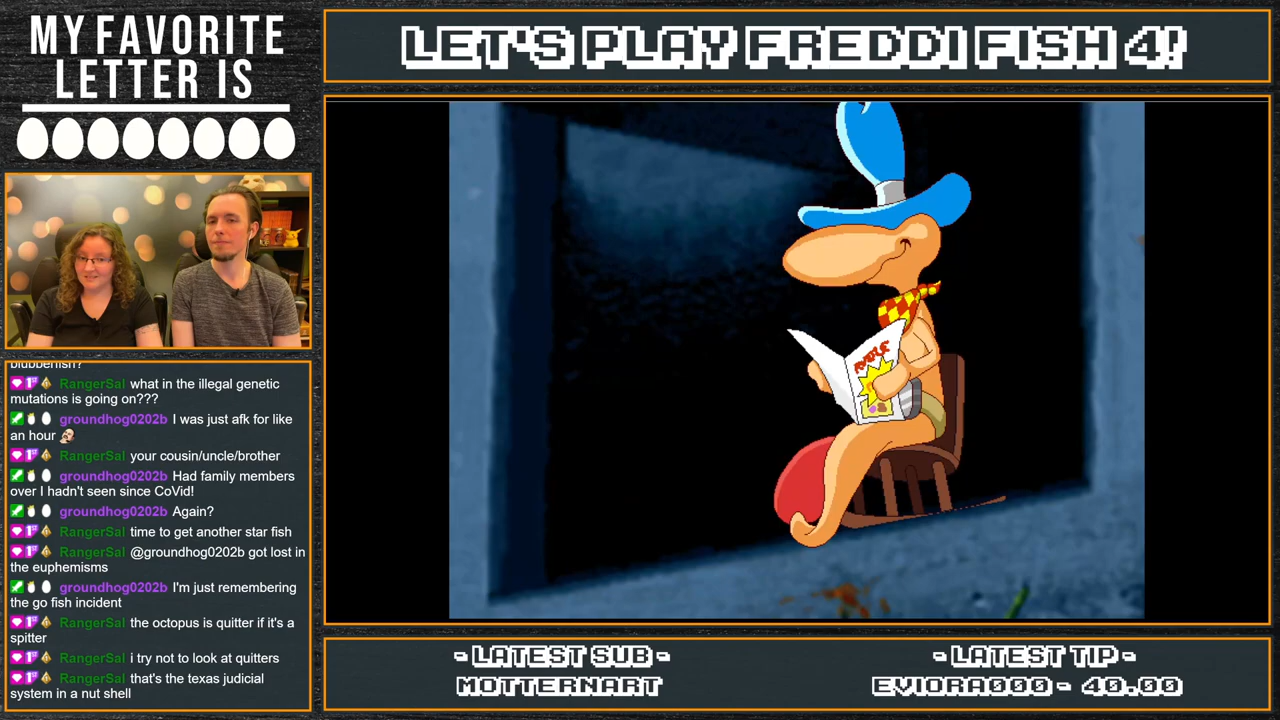 MY FAVORITE
LETTER IS
LET'S PLAY FREDDI FISH 4!
blubberfish?
RangerSal what in the illegal genetic
mutations is going on???
groundhog0202b I was just afk for like
an hour
RangerSal your cousin/uncle/brother
groundhog0202b Had family members
over I hadn't seen since CoVid!
groundhog0202b Again?
RangerSal time to get another star fish
RangerSal @groundhog0202b got lost in
the euphemisms
groundhog0202b I'm just remembering
the go fish incident
RangerSal the octopus is quitter if it's a
spitter
RangerSal i try not to look at quitters
RangerSal that's the texas judicial
system in a nut shell
- LATEST SUB -
MOTTERNART
- LATEST TIP -
EVIORA000 - 40.00